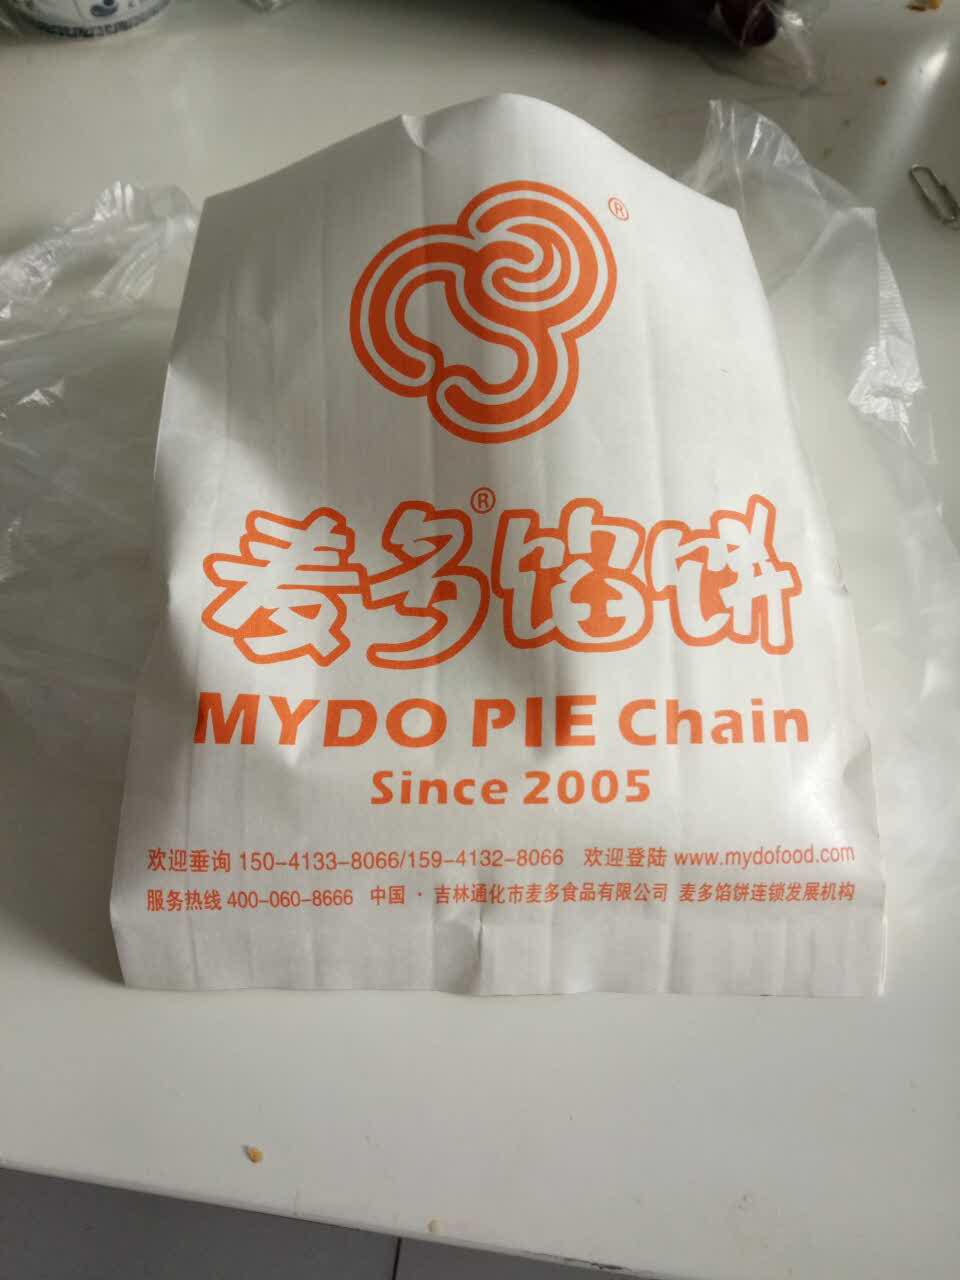 ®
麦多®馅饼
MYDO PIE Chain
Since 2005
欢迎垂询 150-4133-8066/159-4132-8066 欢迎登陆 www.mydofood.com
服务热线 400-060-8666 中国·吉林通化市麦多食品有限公司 麦多馅饼连锁发展机构